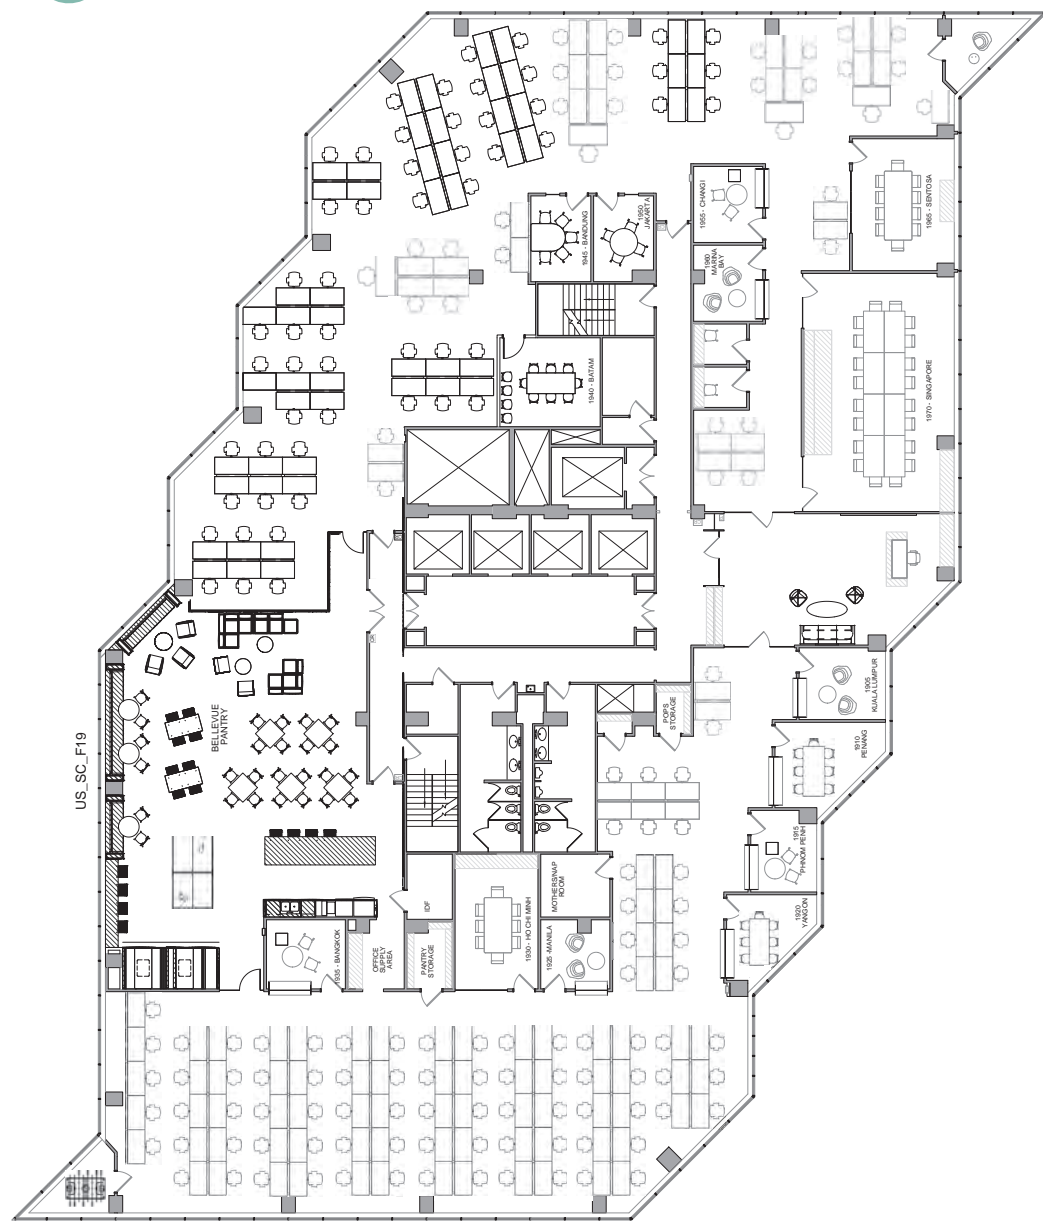 US_SC_F19
1955 - CHANGI
1965 - SENTOSA
1945 - BANDUNG
1950
JAKARTA
1960
MARINA
BAY
1940 - BATAM
1970 - SINGAPORE
BELLEVUE
PANTRY
POPS
STORAGE
1905
KUALA LUMPUR
1910
PENANG
1915
PHNOM PENH
1920
YANGON
IDF
MOTHERS/NAP
ROOM
1930 - HO CHI MINH
1925 -MANILA
1935 - BANGKOK
OFFICE
SUPPLY
AREA
PANTRY
STORAGE